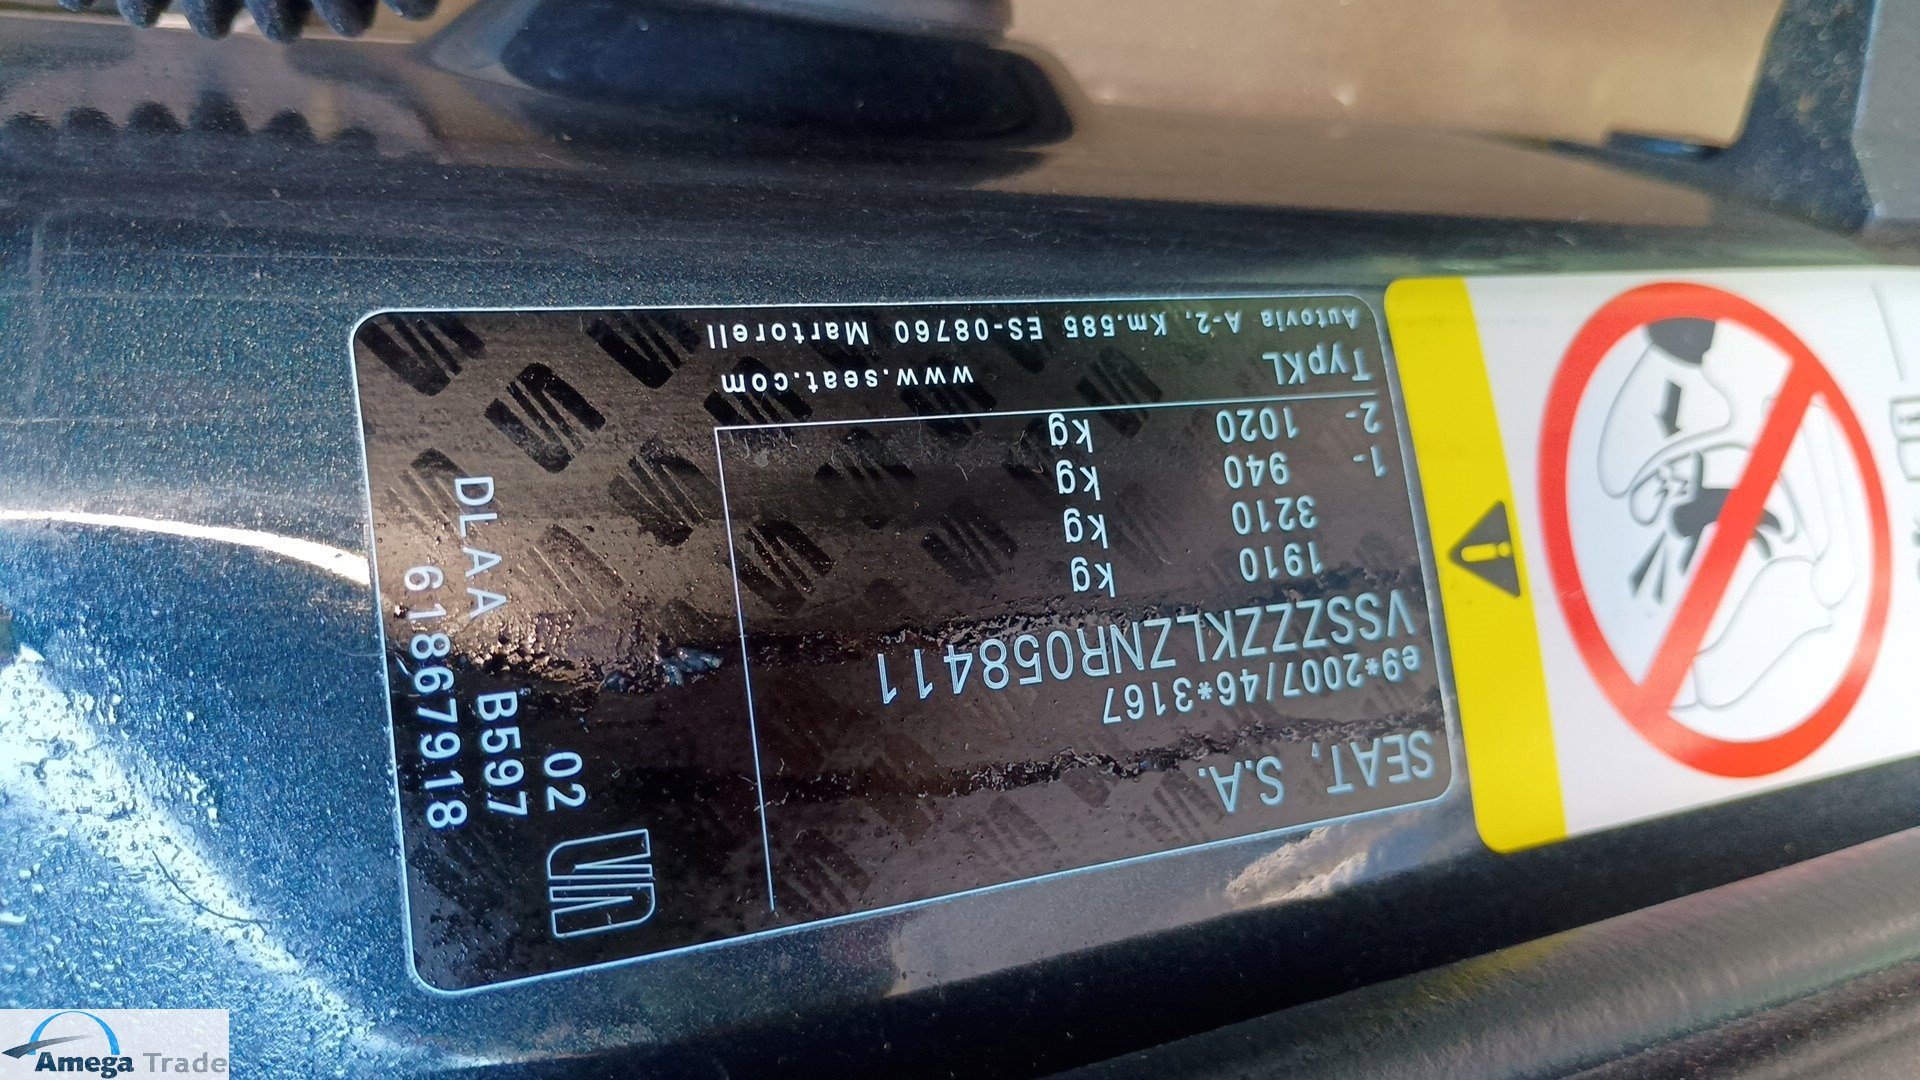 SEAT, S.A.
e9*2007/46*3167
VSSZZZKLZNR058411
1910 kg
3210 kg
1- 940 kg
2- 1020 kg
TypKL www.seat.com
Autovia A-2, Km.585 ES-08760 Martorell
02
DLAA B597
61867918
Amega Trade